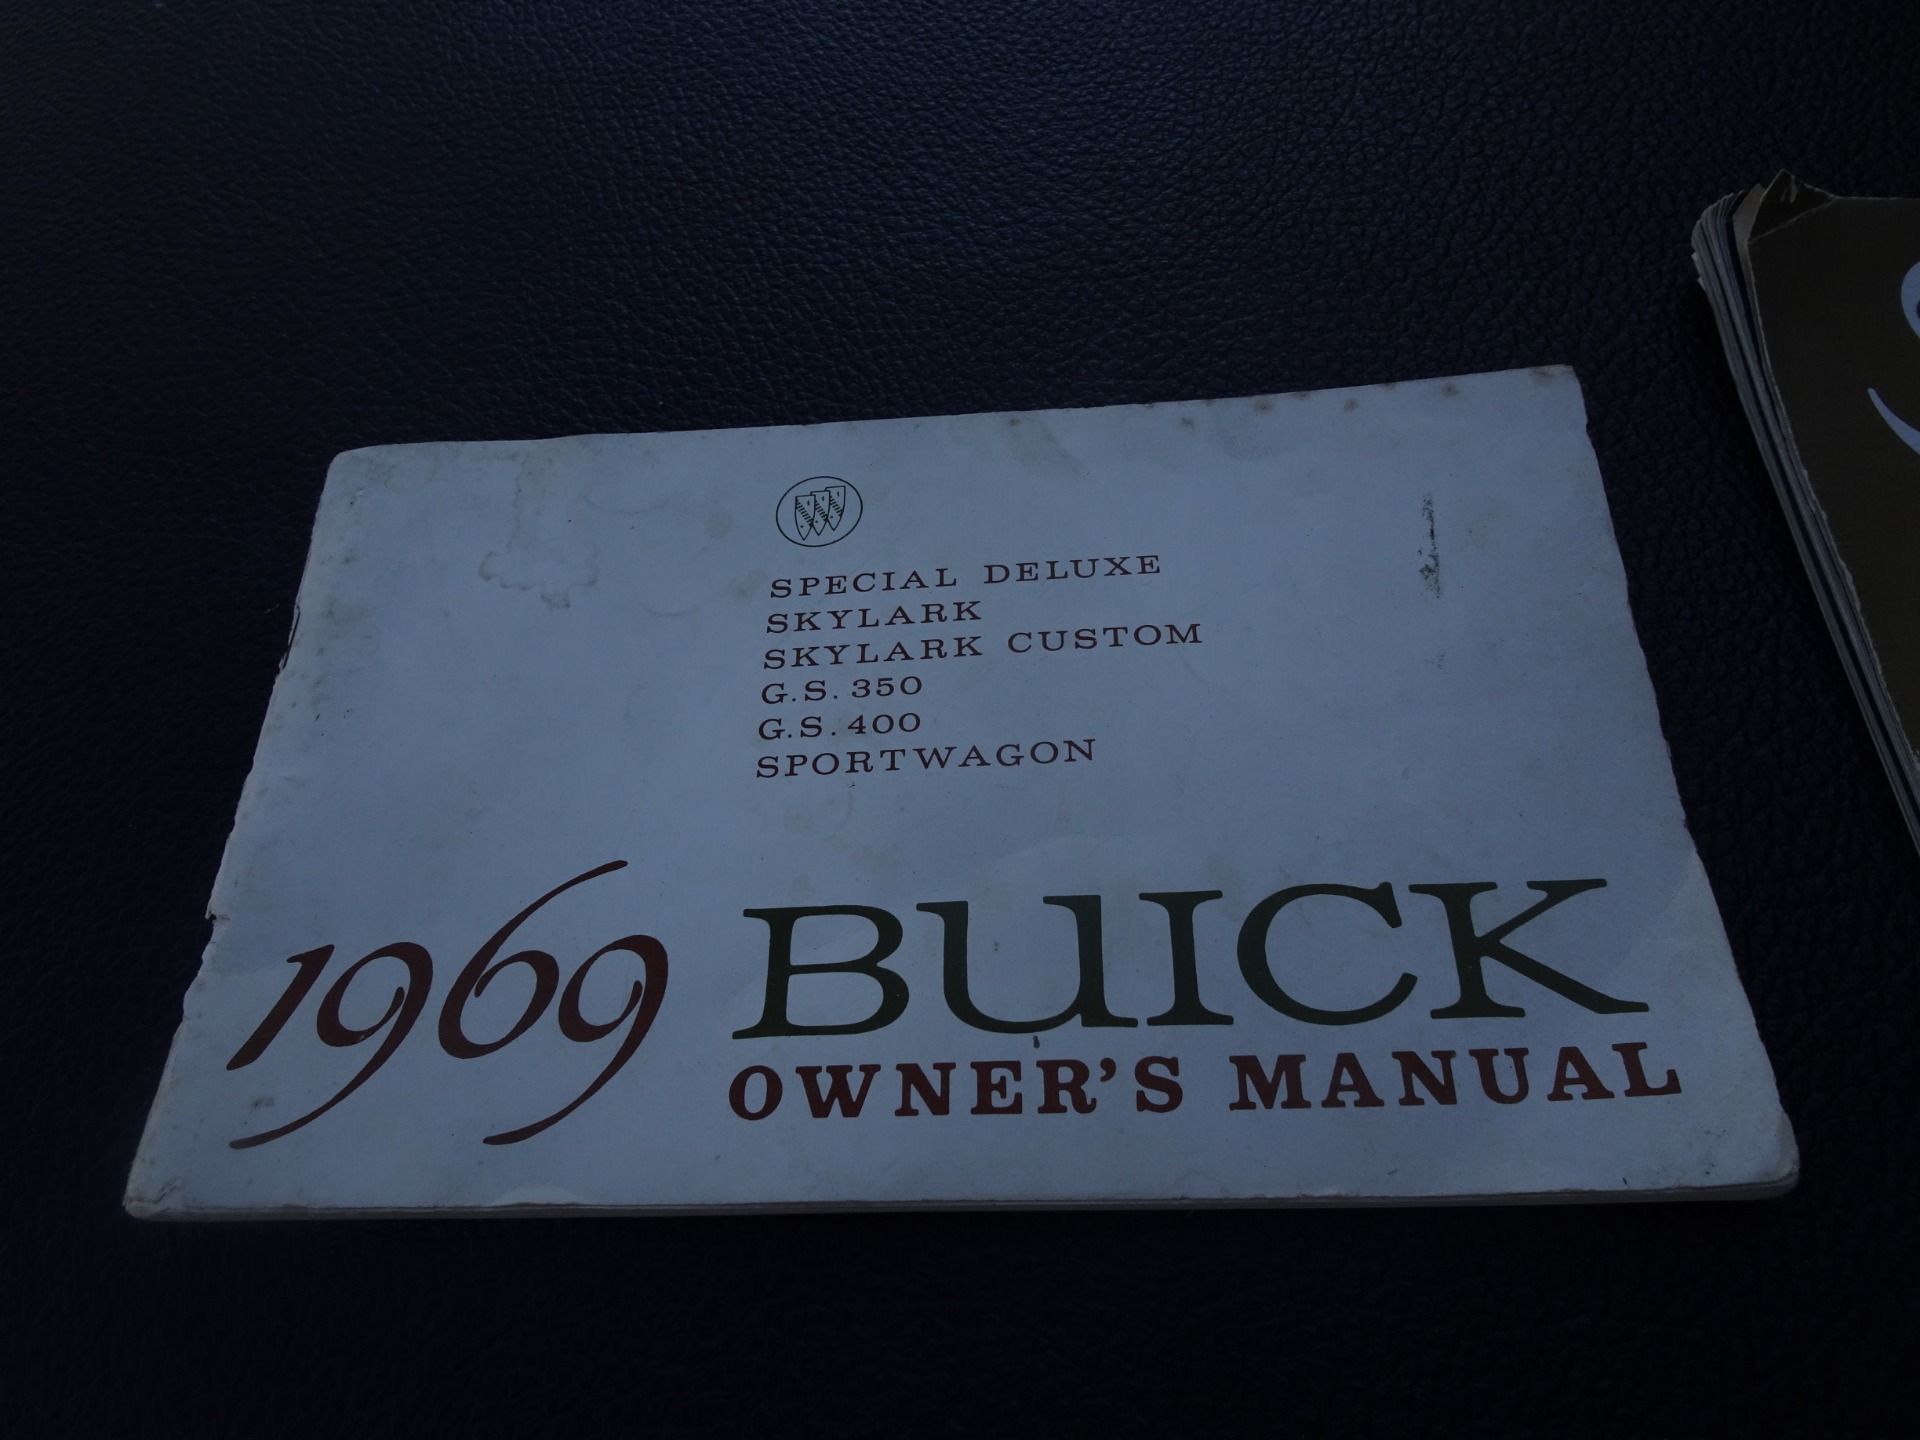 SPECIAL DELUXE
SKYLARK
SKYLARK CUSTOM
G.S. 350
G.S. 400
SPORTWAGON
1969 BUICK
OWNER'S MANUAL